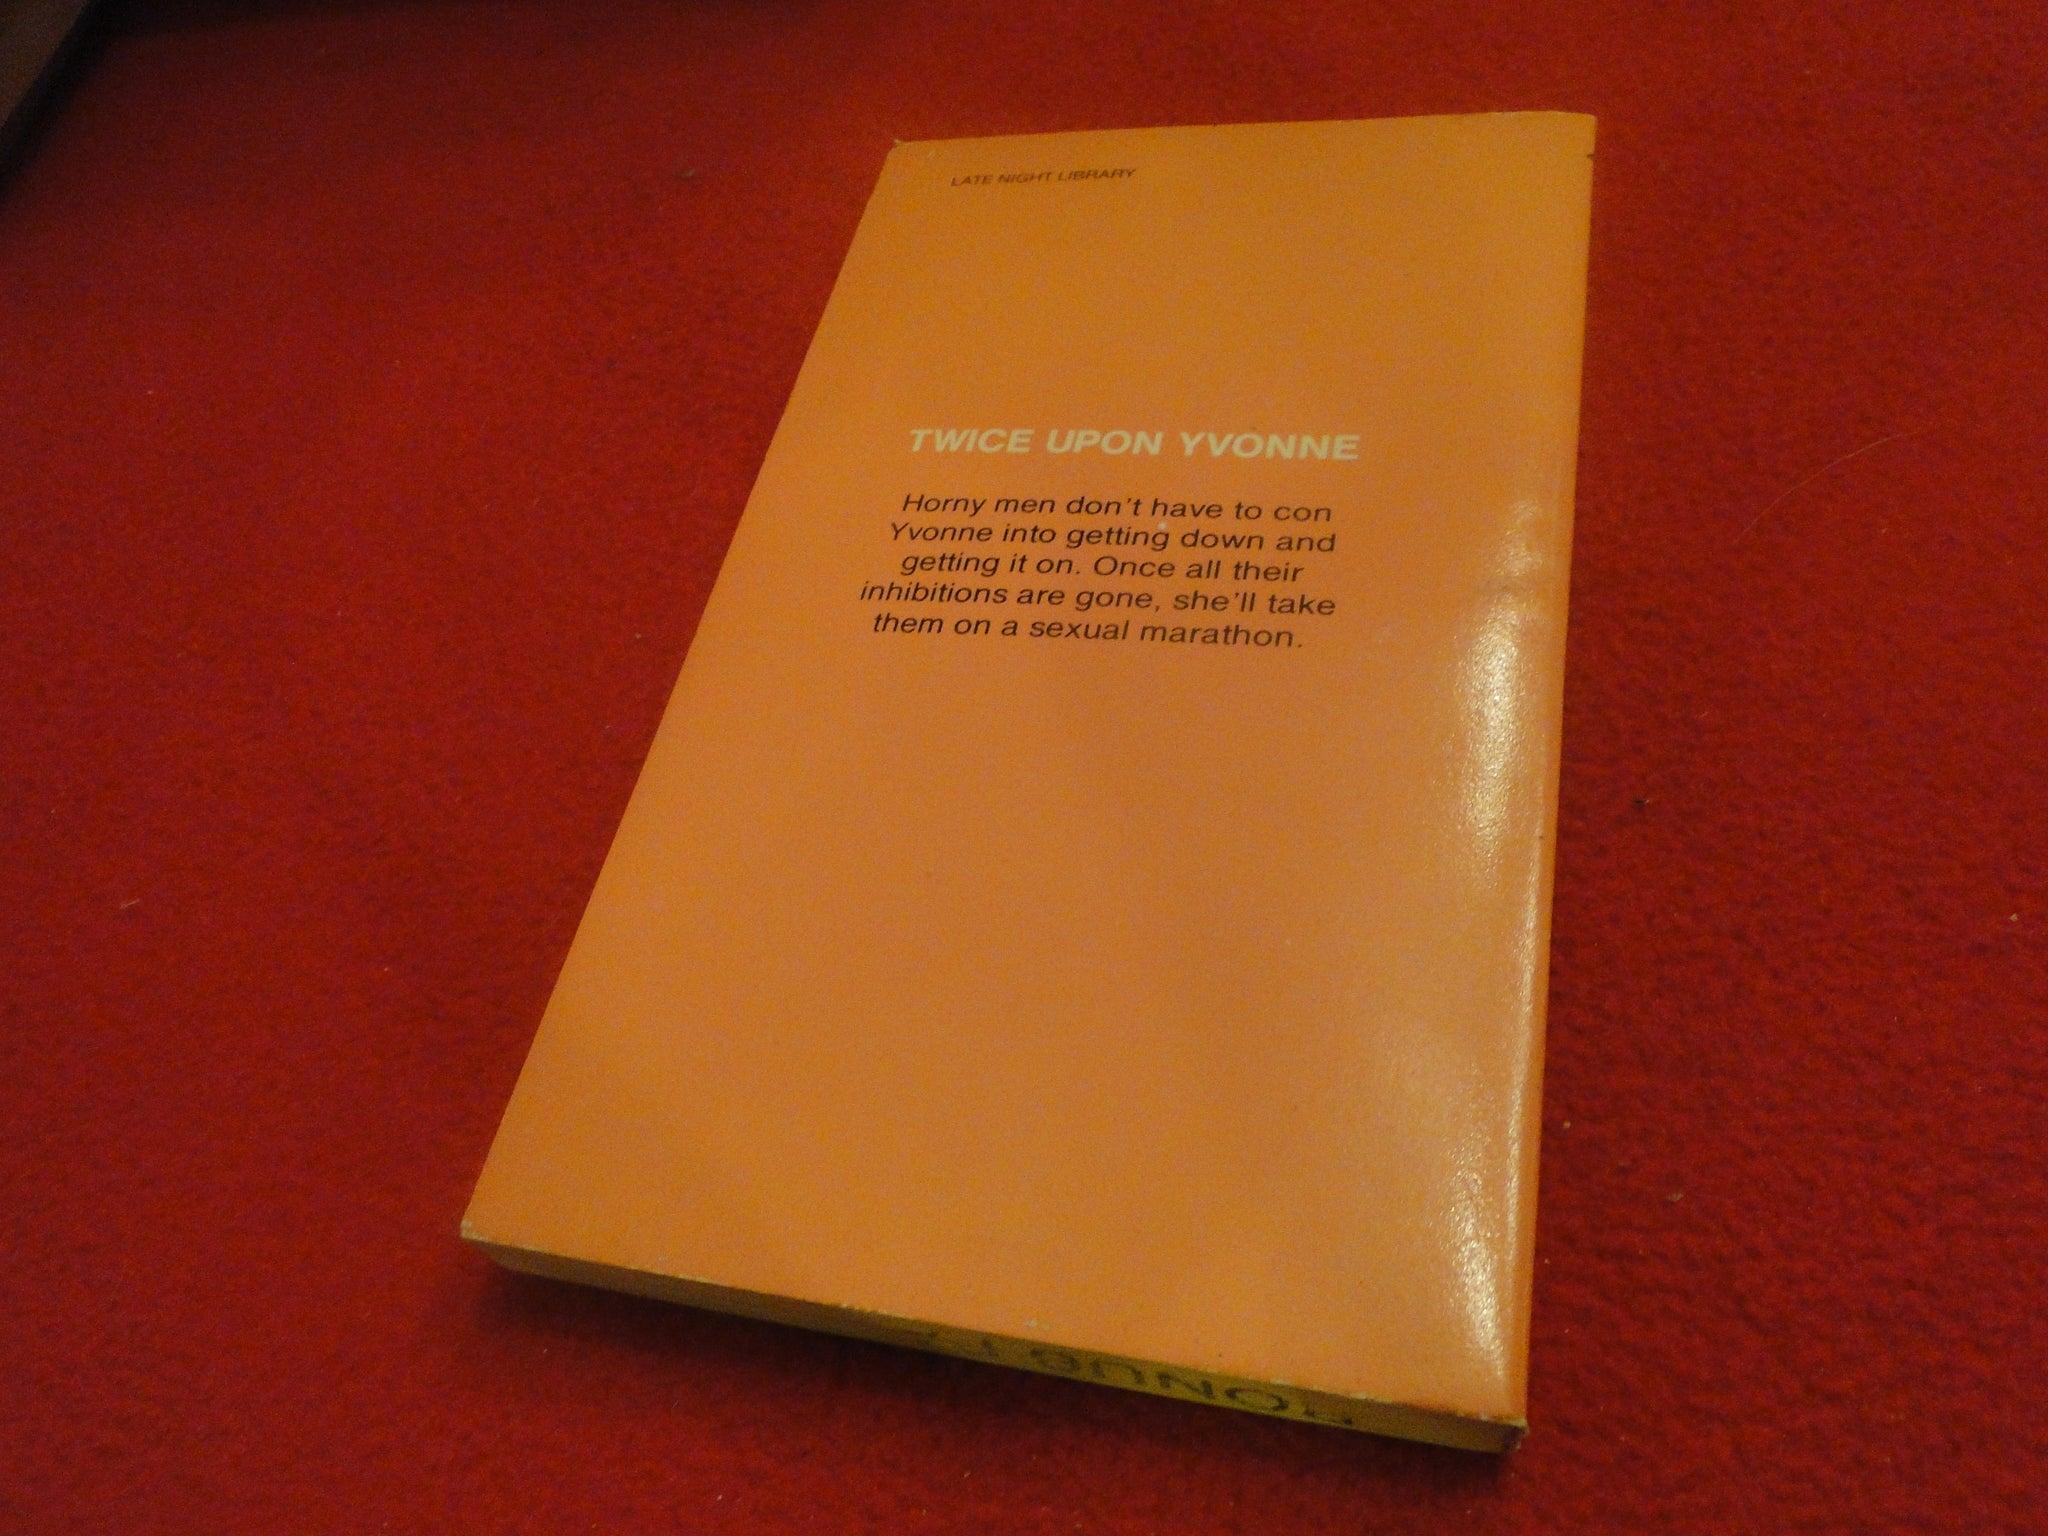 LATE NIGHT LIBRARY
TWICE UPON YVONNE
Horny men don't have to con
Yvonne into getting down and
getting it on. Once all their
inhibitions are gone, she'll take
them on a sexual marathon.